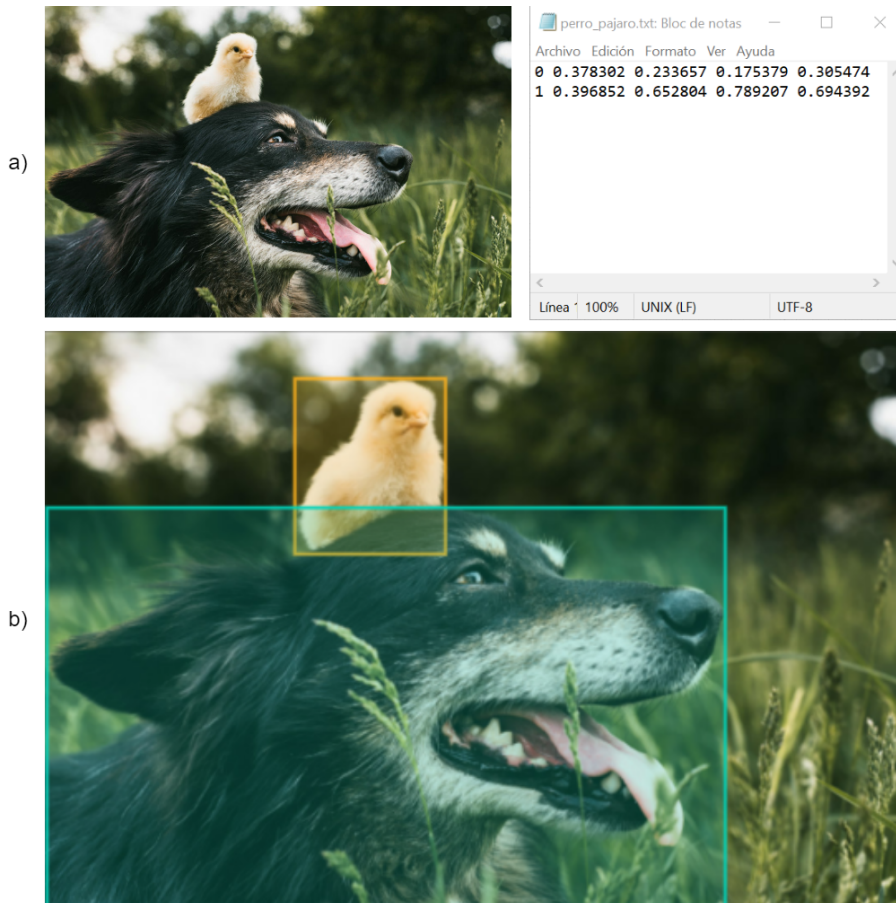 a)
perro_pajaro.txt: Bloc de notas
Archivo Edición Formato Ver Ayuda
0 0.378302 0.233657 0.175379 0.305474
1 0.396852 0.652804 0.789207 0.694392
Línea 100% UNIX (LF) UTF-8
b)